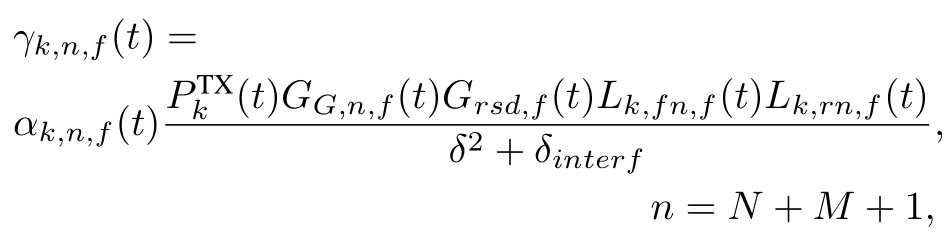 γ_{k,n,f}(t) =
α_{k,n,f}(t) \frac{P_k^{TX}(t)G_{G,n,f}(t)G_{rsd,f}(t)L_{k,fn,f}(t)L_{k,rn,f}(t)}{δ^2 + δ_{interf}},
n = N + M + 1,